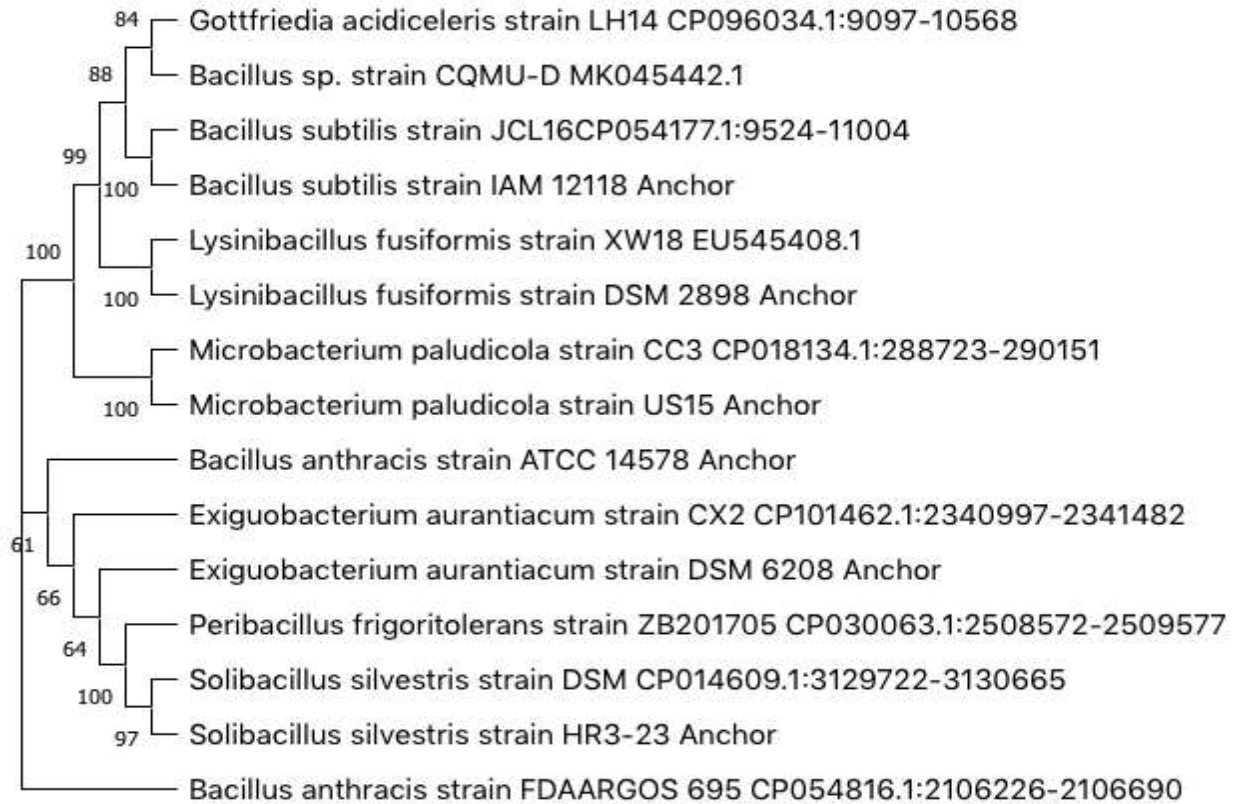 84
Gottfriedia acidiceleris strain LH14 CP096034.1:9097-10568
88
Bacillus sp. strain CQMU-D MK045442.1
Bacillus subtilis strain JCL16CP054177.1:9524-11004
99
100
Bacillus subtilis strain IAM 12118 Anchor
Lysinibacillus fusiformis strain XW18 EU545408.1
100
100
Lysinibacillus fusiformis strain DSM 2898 Anchor
Microbacterium paludicola strain CC3 CP018134.1:288723-290151
100
Microbacterium paludicola strain US15 Anchor
Bacillus anthracis strain ATCC 14578 Anchor
Exiguobacterium aurantiacum strain CX2 CP101462.1:2340997-2341482
61
Exiguobacterium aurantiacum strain DSM 6208 Anchor
66
Peribacillus frigoritolerans strain ZB201705 CP030063.1:2508572-2509577
64
Solibacillus silvestris strain DSM CP014609.1:3129722-3130665
100
97
Solibacillus silvestris strain HR3-23 Anchor
Bacillus anthracis strain FDAARGOS 695 CP054816.1:2106226-2106690